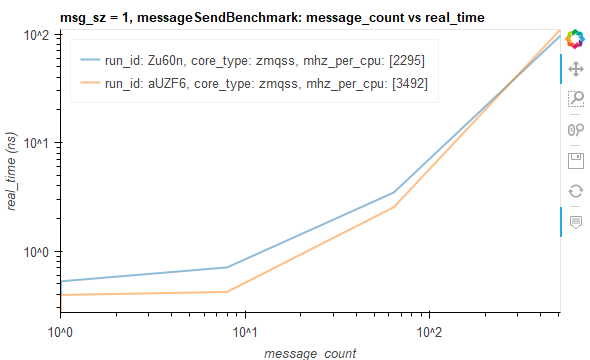 msg_sz = 1, messageSendBenchmark: message_count vs real_time
run_id: Zu60n, core_type: zmqss, mhz_per_cpu: [2295]
run_id: aUZF6, core_type: zmqss, mhz_per_cpu: [3492]
10^2
10^1
10^0
real_time (ns)
10^0 10^1 10^2
message_count